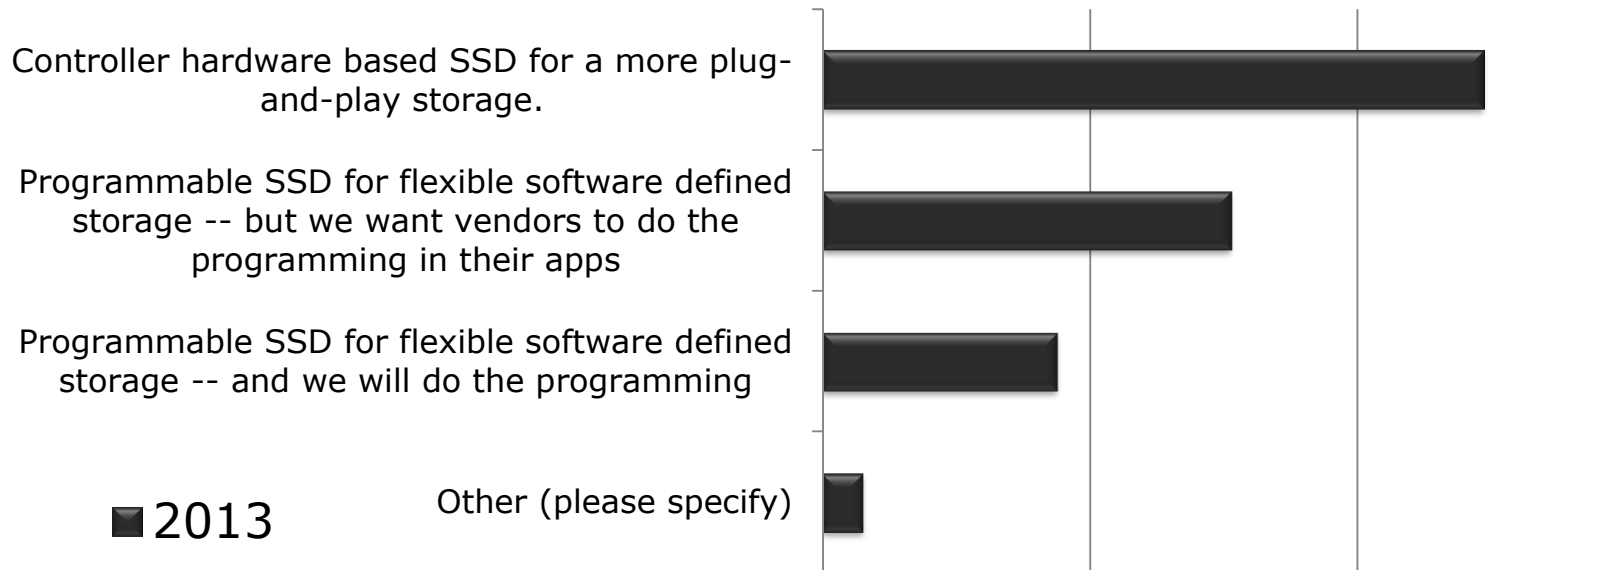 Controller hardware based SSD for a more plug-
and-play storage.
Programmable SSD for flexible software defined
storage -- but we want vendors to do the
programming in their apps
Programmable SSD for flexible software defined
storage -- and we will do the programming
Other (please specify)
2013